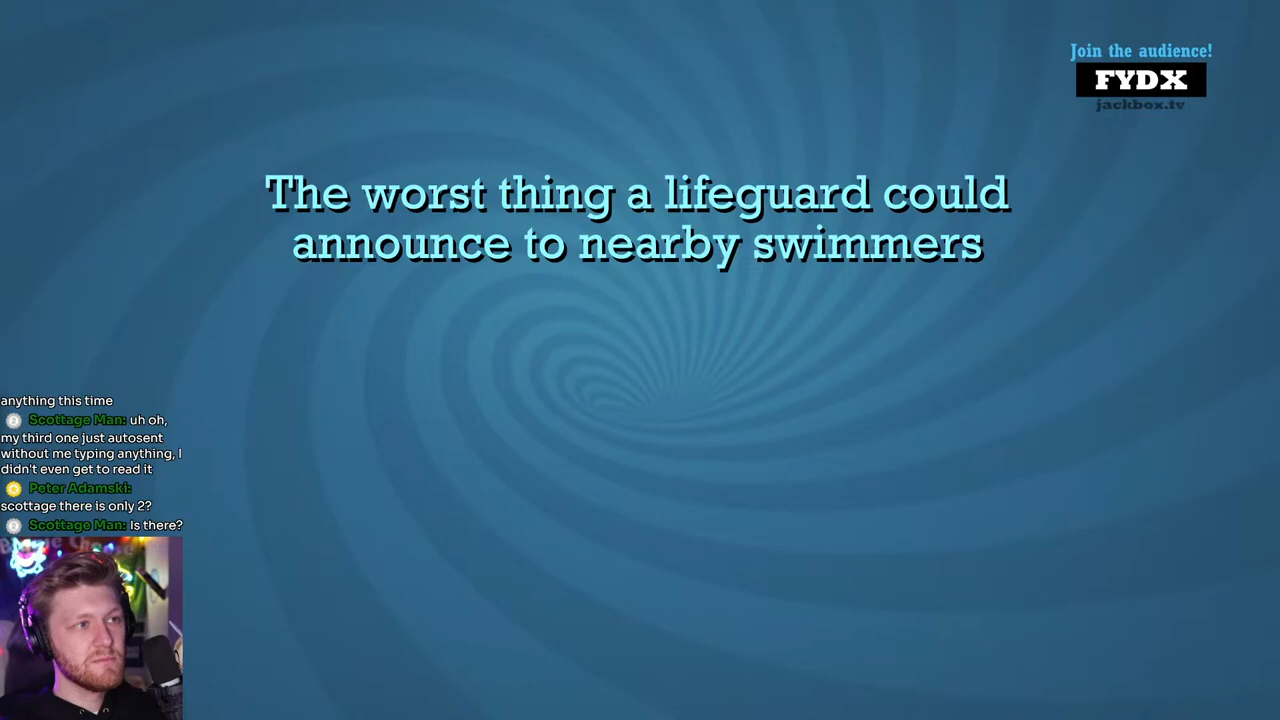 Join the audience!
FYDX
jackbox.tv
The worst thing a lifeguard could
announce to nearby swimmers
anything this time
Scottage Man: uh oh,
my third one just autosent
without me typing anything, I
didn't even get to read it
Peter Adamski:
scottage there is only 2?
Scottage Man: Is there?